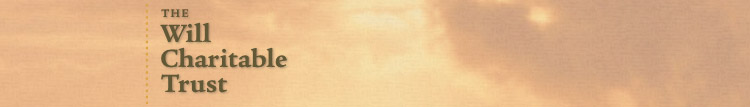 THE
Will
Charitable
Trust